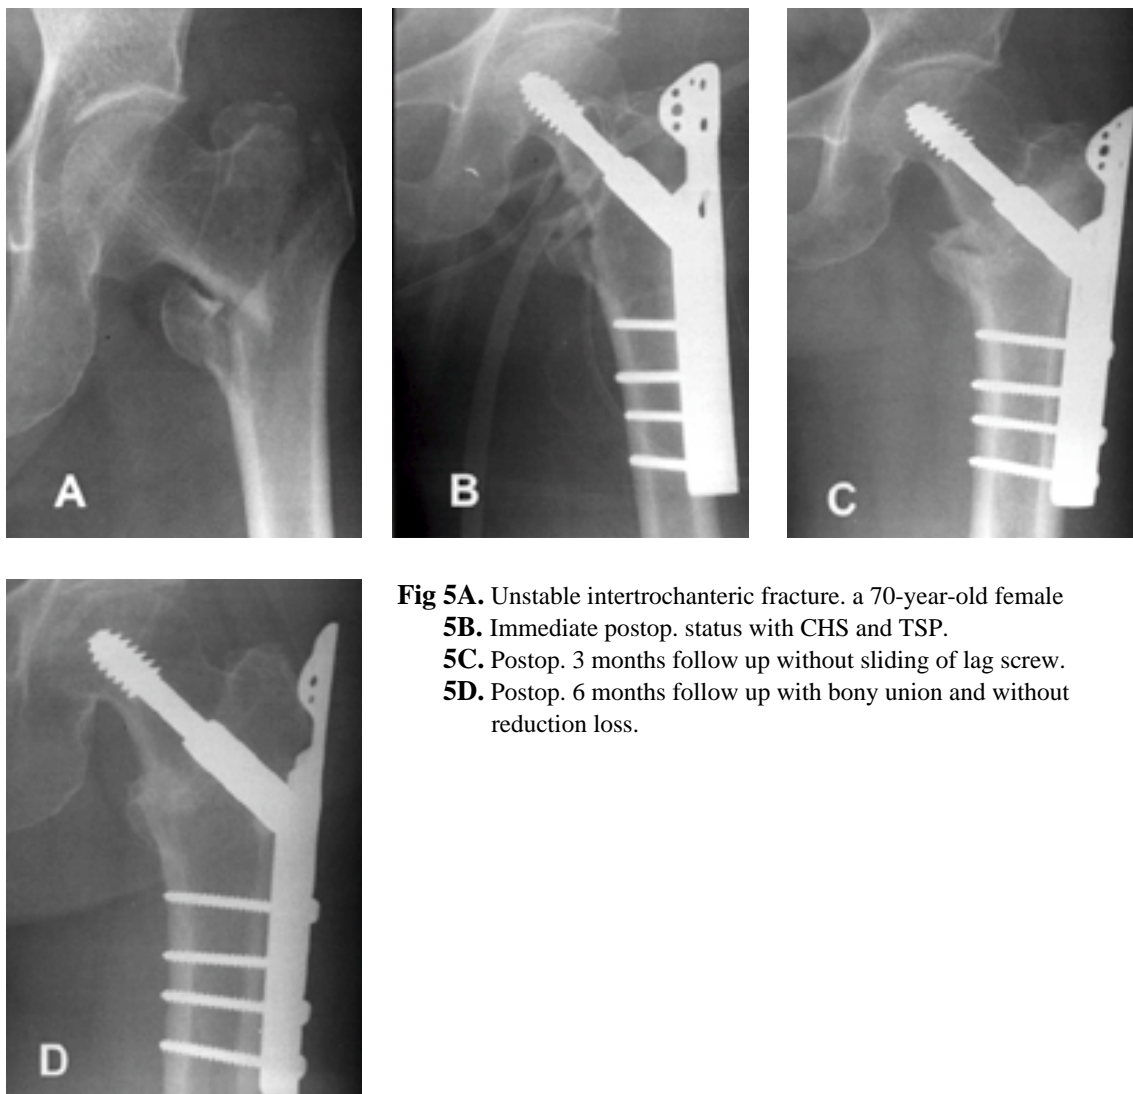 A
B
C
D
Fig 5A. Unstable intertrochanteric fracture. a 70-year-old female
5B. Immediate postop. status with CHS and TSP.
5C. Postop. 3 months follow up without sliding of lag screw.
5D. Postop. 6 months follow up with bony union and without
reduction loss.